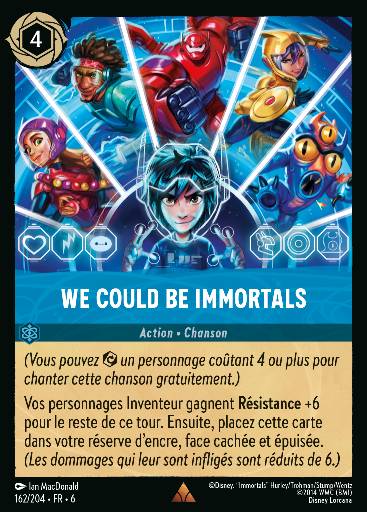 4
WE COULD BE IMMORTALS
Action • Chanson
(Vous pouvez un personnage coûtant 4 ou plus pour
chanter cette chanson gratuitement.)
Vos personnages Inventeur gagnent Résistance +6
pour le reste de ce tour. Ensuite, placez cette carte
dans votre réserve d'encre, face cachée et épuisée.
(Les dommages qui leur sont infligés sont réduits de 6.)
Ian MacDonald
162/204 • FR • 6
©Disney. "Immortals" Hurley/Trohman/Stump/Wentz
©2014 WMC (BMI)
Disney Lorcana